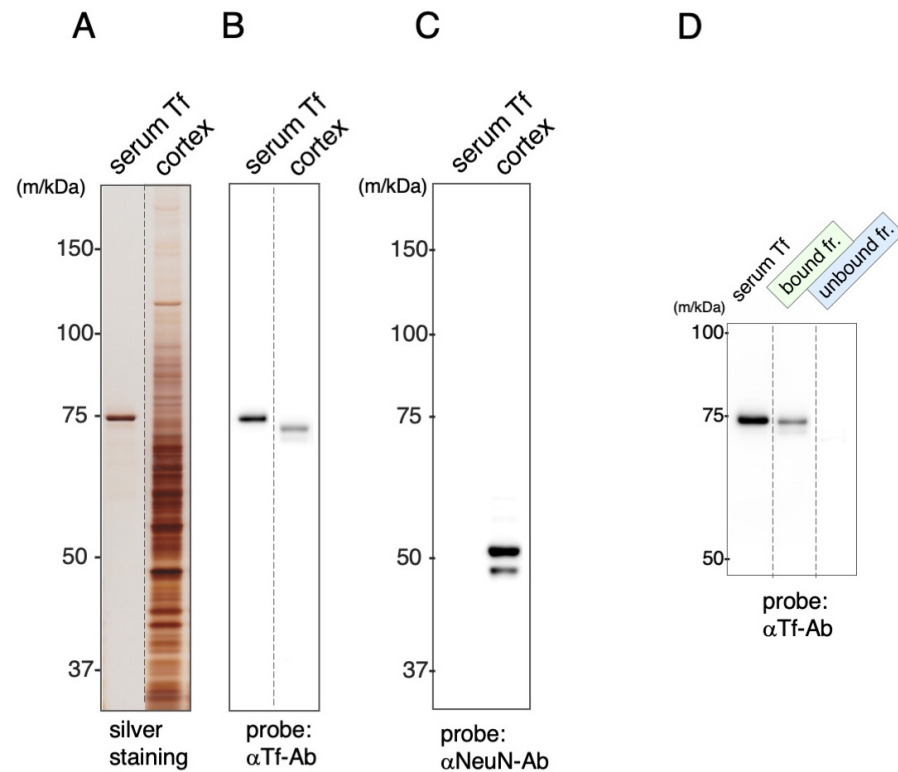 A
B
C
D
serum Tf
cortex
serum Tf
cortex
serum Tf
cortex
(m/kDa)
150
100
75
50
37
silver
staining
probe:
αTf-Ab
(m/kDa)
150
100
75
50
37
probe:
αNeuN-Ab
serum Tf
bound fr.
unbound fr.
(m/kDa)
100
75
50
probe:
αTf-Ab